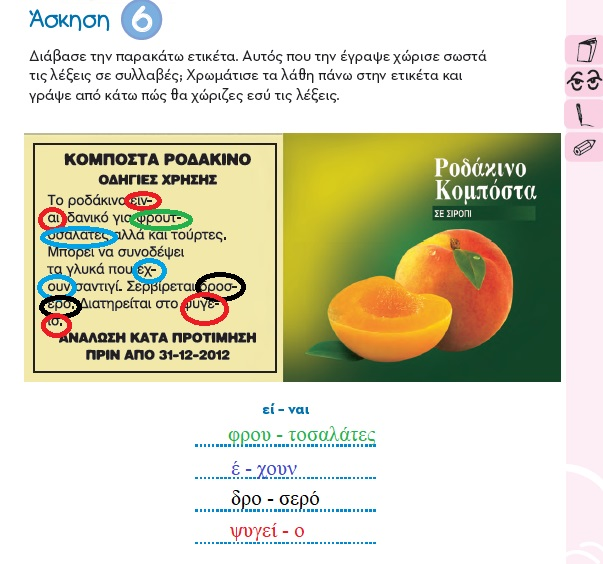 Άσκηση 6
Διάβασε την παρακάτω ετικέτα. Αυτός που την έγραψε χώρισε σωστά
τις λέξεις σε συλλαβές; Χρωμάτισε τα λάθη πάνω στην ετικέτα και
γράψε από κάτω πώς θα χώριζες εσύ τις λέξεις.
ΚΟΜΠΟΣΤΑ ΡΟΔΑΚΙΝΟ
ΟΔΗΓΙΕΣ ΧΡΗΣΗΣ
Το ροδάκινο είν-
αι ιδανικό για φρουτ-
οσαλάτες αλλά και τούρτες.
Μπορεί να συνοδέψει
τα γλυκά που έχ-
ουν σαντιγί. Σερβίρεται δροσ-
ερό. Διατηρείται στο ψυγε-
ίο.
ΑΝΑΛΩΣΗ ΚΑΤΑ ΠΡΟΤΙΜΗΣΗ
ΠΡΙΝ ΑΠΟ 31-12-2012
Ροδάκινο
Κομπόστα
ΣΕ ΣΙΡΟΠΙ
εί – ναι
φρου - τοσαλάτες
έ - χουν
δρο - σερό
ψυγεί - ο